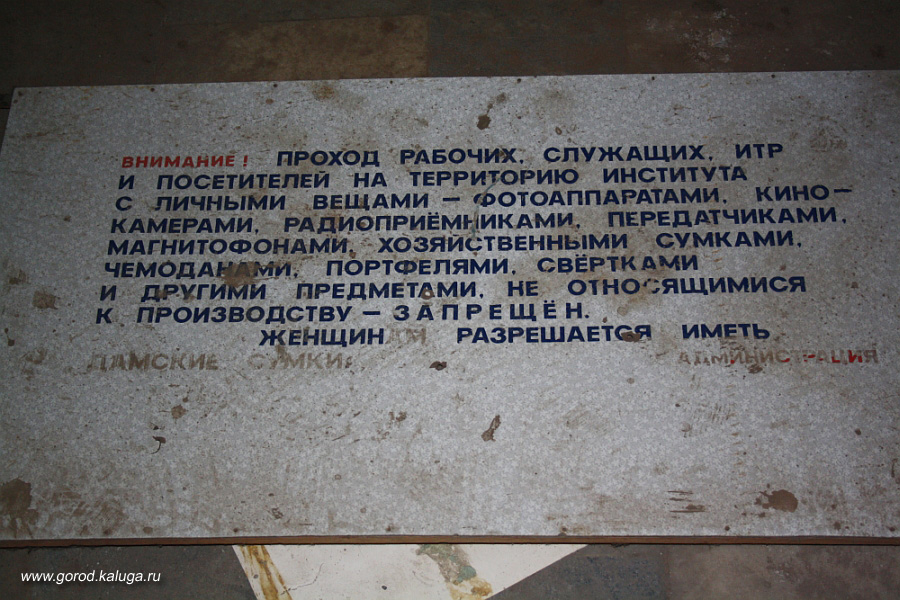 ВНИМАНИЕ! ПРОХОД РАБОЧИХ, СЛУЖАЩИХ, ИТР
И ПОСЕТИТЕЛЕЙ НА ТЕРРИТОРИЮ ИНСТИТУТА
С ЛИЧНЫМИ ВЕЩАМИ — ФОТОАППАРАТАМИ, КИНО—
КАМЕРАМИ, РАДИОПРИЁМНИКАМИ, ПЕРЕДАТЧИКАМИ,
МАГНИТОФОНАМИ, ХОЗЯЙСТВЕННЫМИ СУМКАМИ,
ЧЕМОДАНАМИ, ПОРТФЕЛЯМИ, СВЁРТКАМИ
И ДРУГИМИ ПРЕДМЕТАМИ, НЕ ОТНОСЯЩИМИСЯ
К ПРОИЗВОДСТВУ — ЗАПРЕЩЁН.
ЖЕНЩИНАМ РАЗРЕШАЕТСЯ ИМЕТЬ
ДАМСКИЕ СУМКИ. АДМИНИСТРАЦИЯ
www.gorod.kaluga.ru